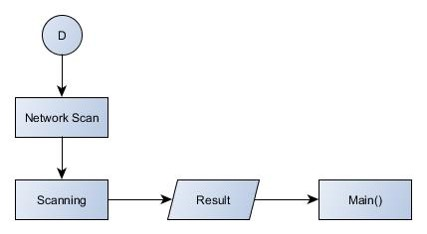 D
Network Scan
Scanning
Result
Main()